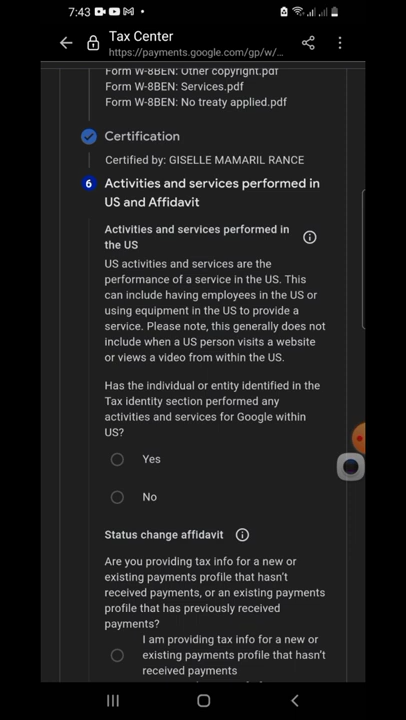 7:43
Tax Center
https://payments.google.com/gp/w/...
Form W-8BEN: Other copyright.pdf
Form W-8BEN: Services.pdf
Form W-8BEN: No treaty applied.pdf
Certification
Certified by: GISELLE MAMARIL RANCE
6 Activities and services performed in
US and Affidavit
Activities and services performed in
the US
US activities and services are the
performance of a service in the US. This
can include having employees in the US or
using equipment in the US to provide a
service. Please note, this generally does not
include when a US person visits a website
or views a video from within the US.
Has the individual or entity identified in the
Tax identity section performed any
activities and services for Google within
US?
Yes
No
Status change affidavit
Are you providing tax info for a new or
existing payments profile that hasn't
received payments, or an existing payments
profile that has previously received
payments?
I am providing tax info for a new or
existing payments profile that hasn't
received payments